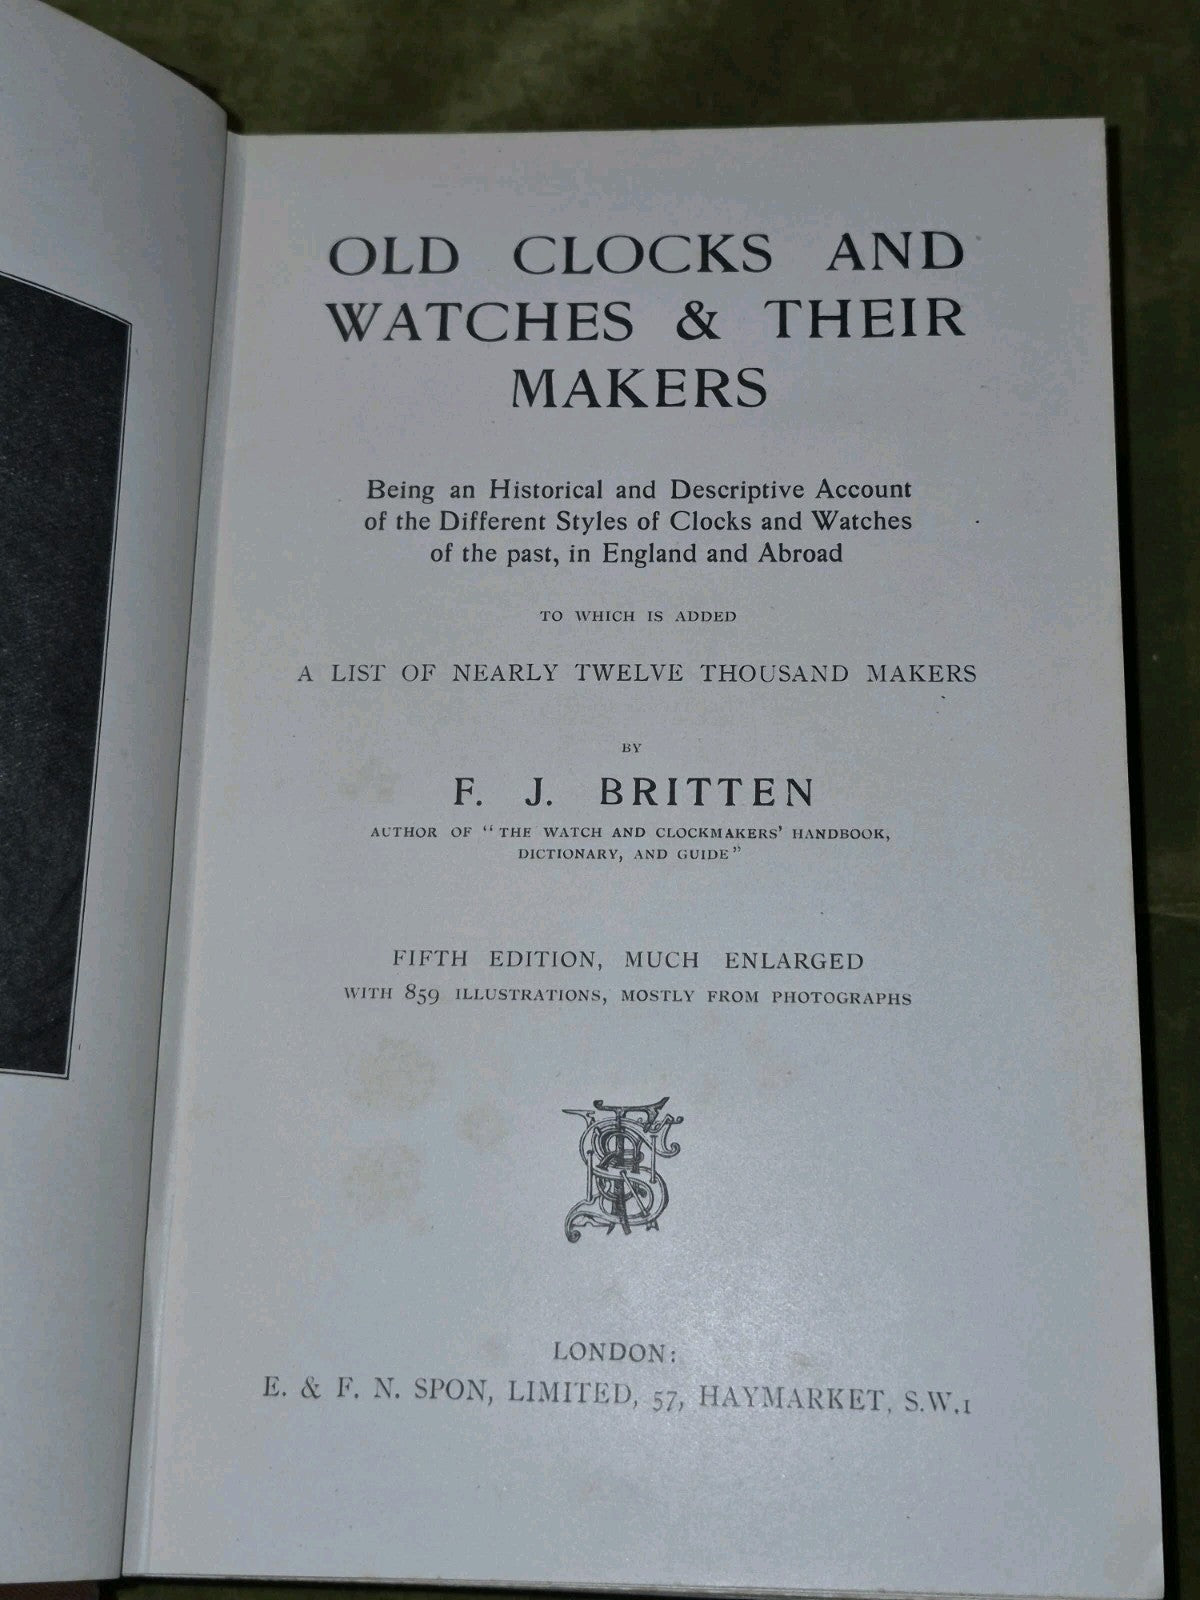 OLD CLOCKS AND
WATCHES & THEIR
MAKERS
Being an Historical and Descriptive Account
of the Different Styles of Clocks and Watches
of the past, in England and Abroad
TO WHICH IS ADDED
A LIST OF NEARLY TWELVE THOUSAND MAKERS
BY
F. J. BRITTEN
AUTHOR OF "THE WATCH AND CLOCKMAKERS' HANDBOOK,
DICTIONARY, AND GUIDE"
FIFTH EDITION, MUCH ENLARGED
WITH 859 ILLUSTRATIONS, MOSTLY FROM PHOTOGRAPHS
LONDON:
E. & F. N. SPON, LIMITED, 57, HAYMARKET, S.W.1